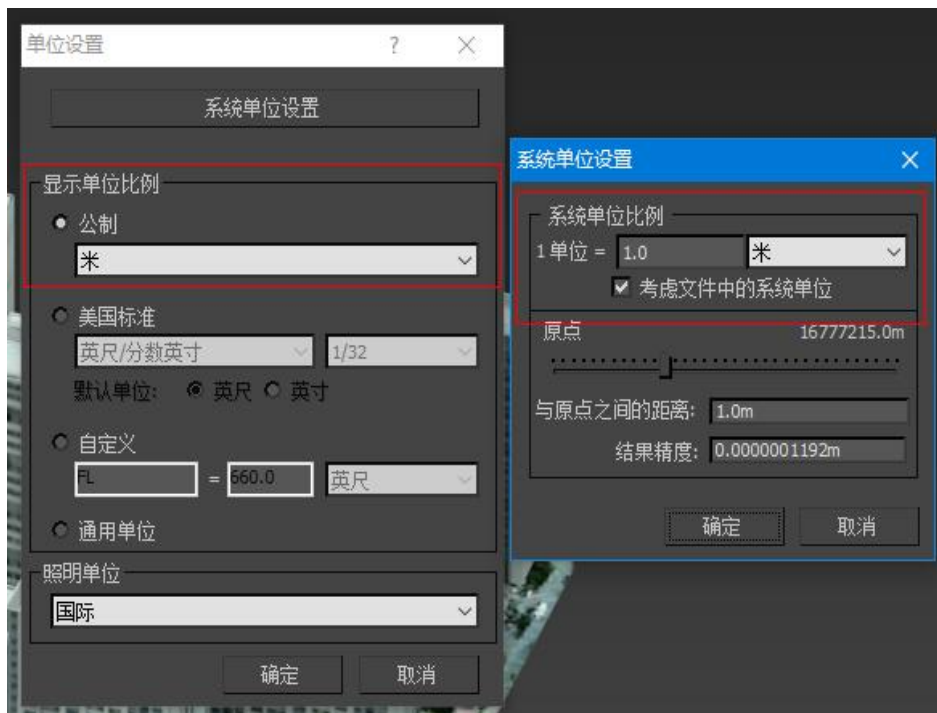 单位设置
?
系统单位设置
显示单位比例
公制
米
美国标准
英尺/分数英寸 1/32
默认单位: 英尺 英寸
自定义
FL = 660.0 英尺
通用单位
照明单位
国际
确定 取消
系统单位设置
系统单位比例
1 单位 = 1.0 米
考虑文件中的系统单位
原点 16777215.0m
与原点之间的距离: 1.0m
结果精度: 0.0000001192m
确定 取消